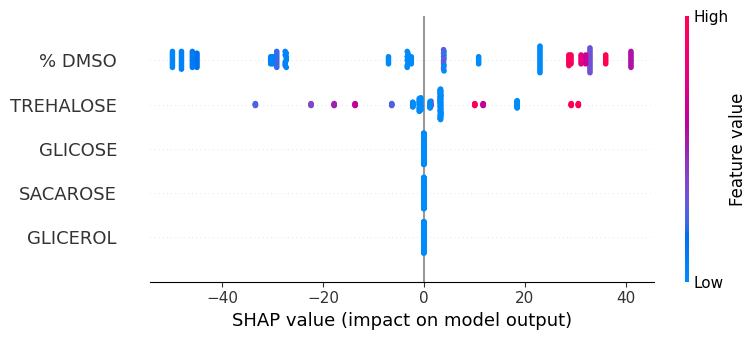 High
% DMSO
TREHALOSE
GLICOSE
SACAROSE
GLICEROL
Feature value
Low
−40 −20 0 20 40
SHAP value (impact on model output)